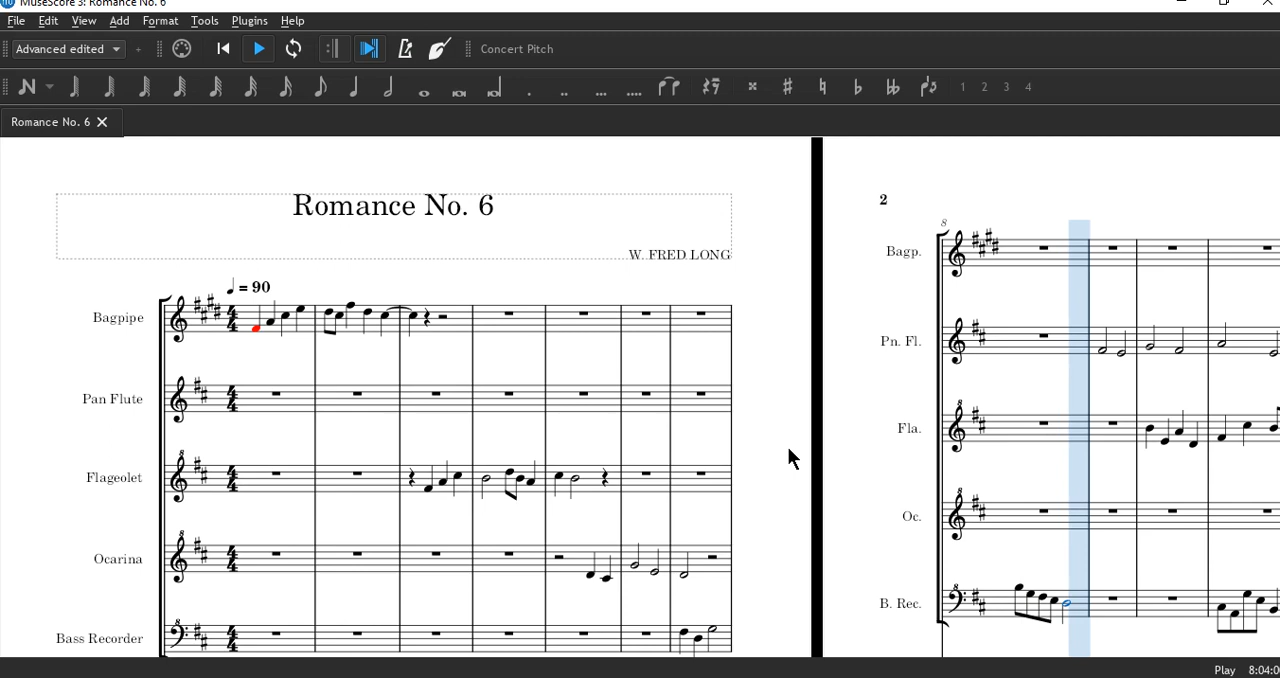 MuseScore 3: Romance No. 6
File Edit View Add Format Tools Plugins Help
Advanced edited Concert Pitch
1 2 3 4
Romance No. 6
Romance No. 6
W. FRED LONG
= 90
Bagpipe
Pan Flute
Flageolet
Ocarina
Bass Recorder
2
8
Bagp.
Pn. Fl.
Fla.
Oc.
B. Rec.
Play 8:04:0